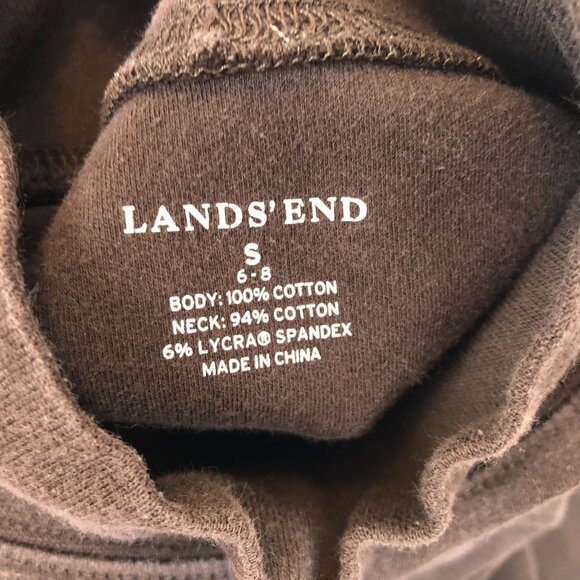 LANDS' END
S
6 - 8
BODY: 100% COTTON
NECK: 94% COTTON
6% LYCRA® SPANDEX
MADE IN CHINA